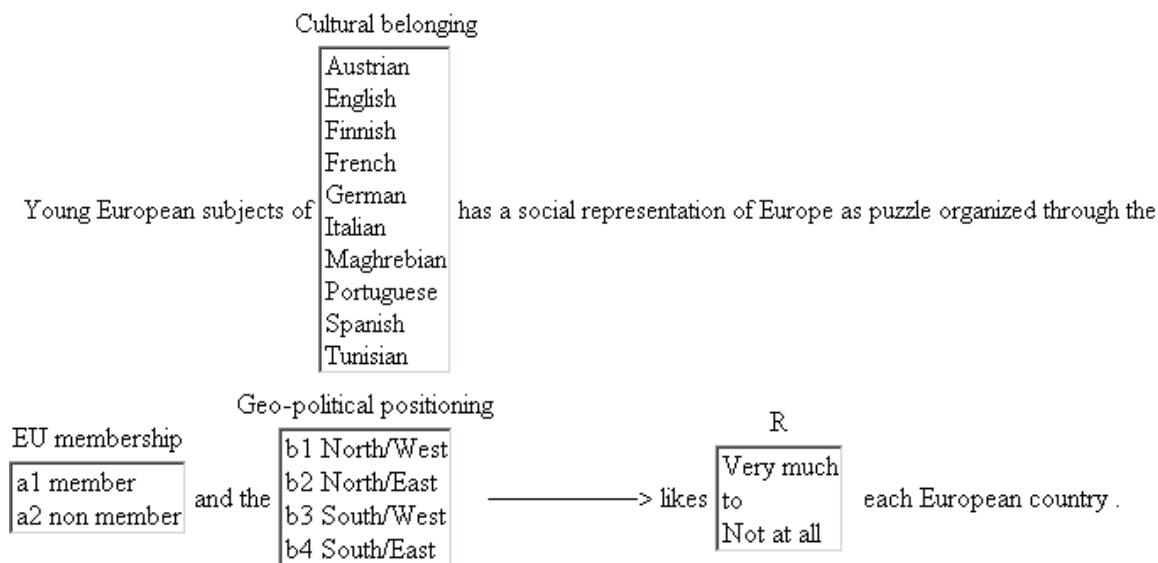 Cultural belonging
Austrian
English
Finnish
French
Young European subjects of German has a social representation of Europe as puzzle organized through the
Italian
Maghrebian
Portuguese
Spanish
Tunisian
Geo-political positioning
EU membership
R
a1 member
a2 non member
and the
b1 North/West
b2 North/East
b3 South/West
b4 South/East
————> likes
Very much
to
Not at all
each European country .